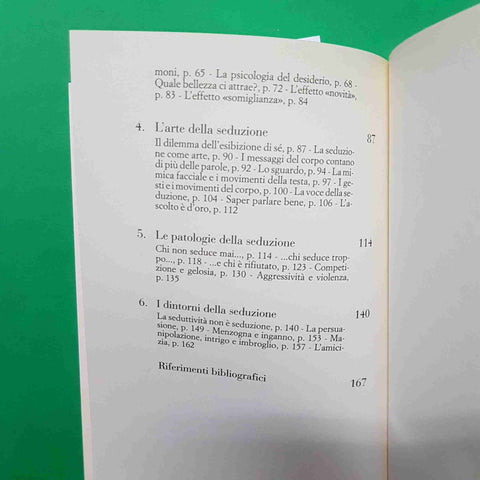 moni, p. 65 - La psicologia del desiderio, p. 68 -
Quale bellezza ci attrae?, p. 72 - L'effetto «novità»,
p. 83 - L'effetto «somiglianza», p. 84
4. L'arte della seduzione 87
Il dilemma dell'esibizione di sé, p. 87 - La seduzio-
ne come arte, p. 90 - I messaggi del corpo contano
di più delle parole, p. 92 - Lo sguardo, p. 94 - La mi-
mica facciale e i movimenti della testa, p. 97 - I ge-
sti e i movimenti del corpo, p. 100 - La voce della se-
duzione, p. 104 - Saper parlare bene, p. 106 - L'a-
scolto è d'oro, p. 112
5. Le patologie della seduzione 114
Chi non seduce mai..., p. 114 - ...chi seduce trop-
po..., p. 118 - ...e chi è rifiutato, p. 123 - Competi-
zione e gelosia, p. 130 - Aggressività e violenza,
p. 135
6. I dintorni della seduzione 140
La seduttività non è seduzione, p. 140 - La persua-
sione, p. 149 - Menzogna e inganno, p. 153 - Ma-
nipolazione, intrigo e imbroglio, p. 157 - L'amici-
zia, p. 162
Riferimenti bibliografici 167